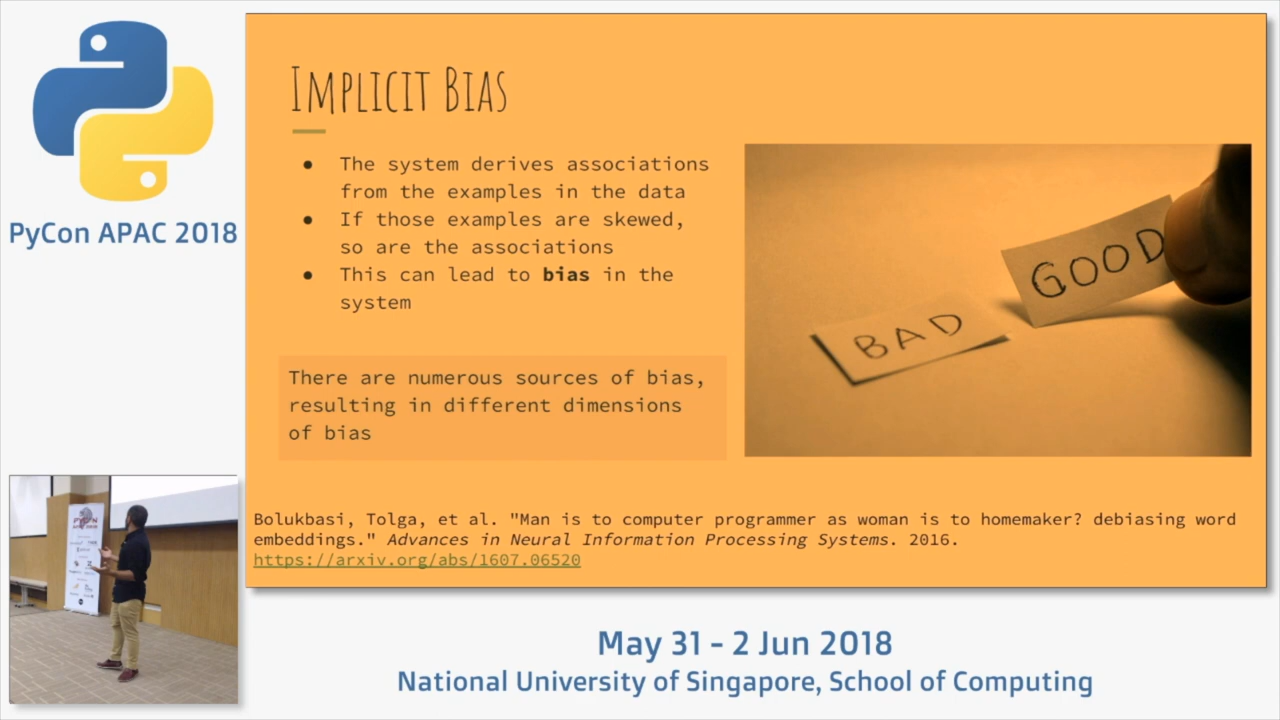 PyCon APAC 2018
IMPLICIT BIAS
● The system derives associations
from the examples in the data
● If those examples are skewed,
so are the associations
● This can lead to bias in the
system
There are numerous sources of bias,
resulting in different dimensions
of bias
BAD
GOOD
Bolukbasi, Tolga, et al. "Man is to computer programmer as woman is to homemaker? debiasing word
embeddings." Advances in Neural Information Processing Systems. 2016.
https://arxiv.org/abs/1607.06520
PYCON
May 31 - 2 Jun 2018
National University of Singapore, School of Computing